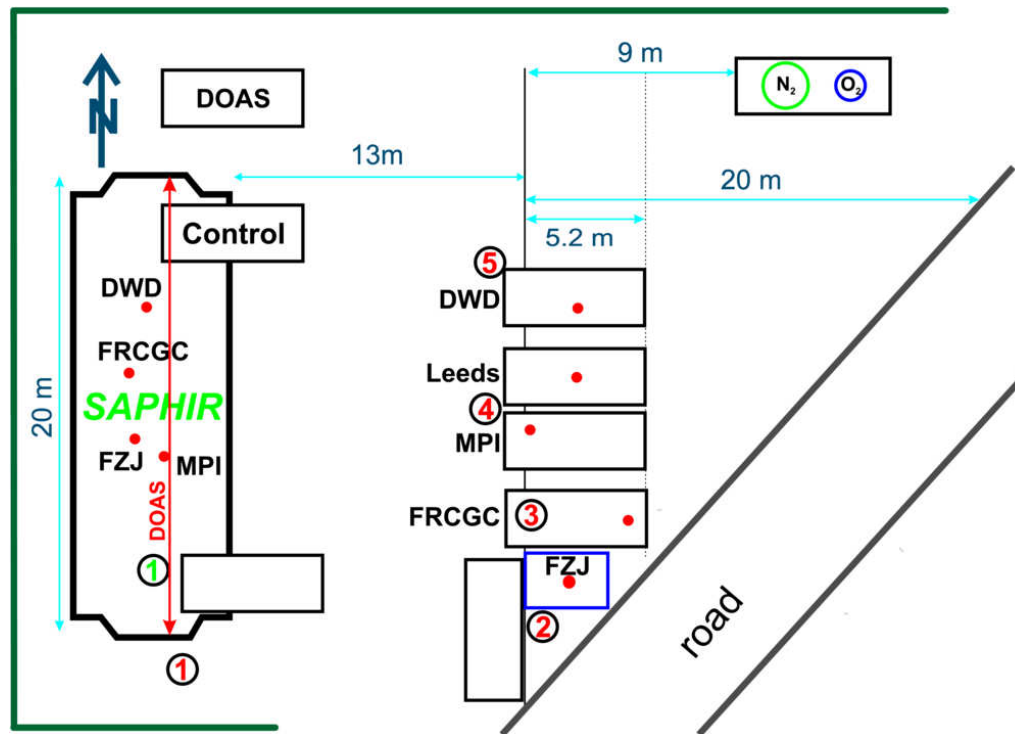 9 m
N₂ O₂
DOAS
N
13m
20 m
5.2 m
Control
5
DWD
DWD
FRCGC
Leeds
SAPHIR
4
20 m
FZJ
MPI
MPI
DOAS
FRCGC
3
1
FZJ
2
road
1